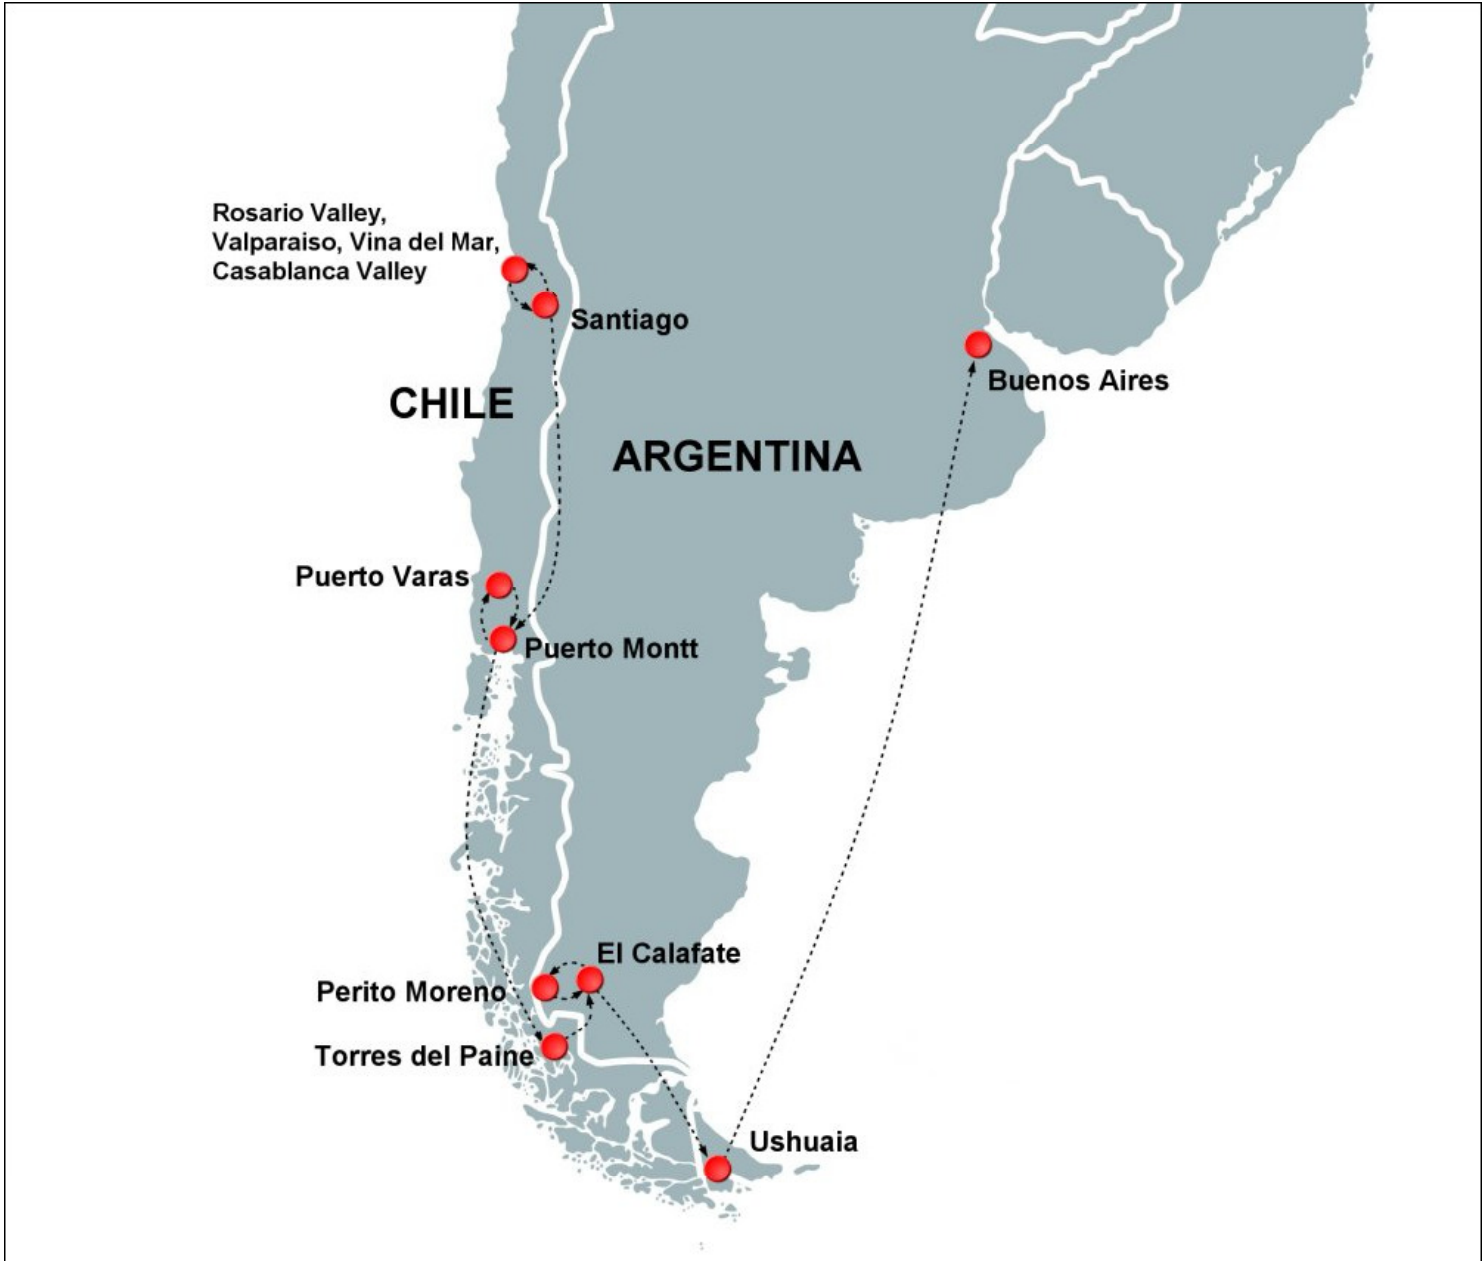 Rosario Valley,
Valparaiso, Vina del Mar,
Casablanca Valley
Santiago
CHILE
Buenos Aires
ARGENTINA
Puerto Varas
Puerto Montt
El Calafate
Perito Moreno
Torres del Paine
Ushuaia